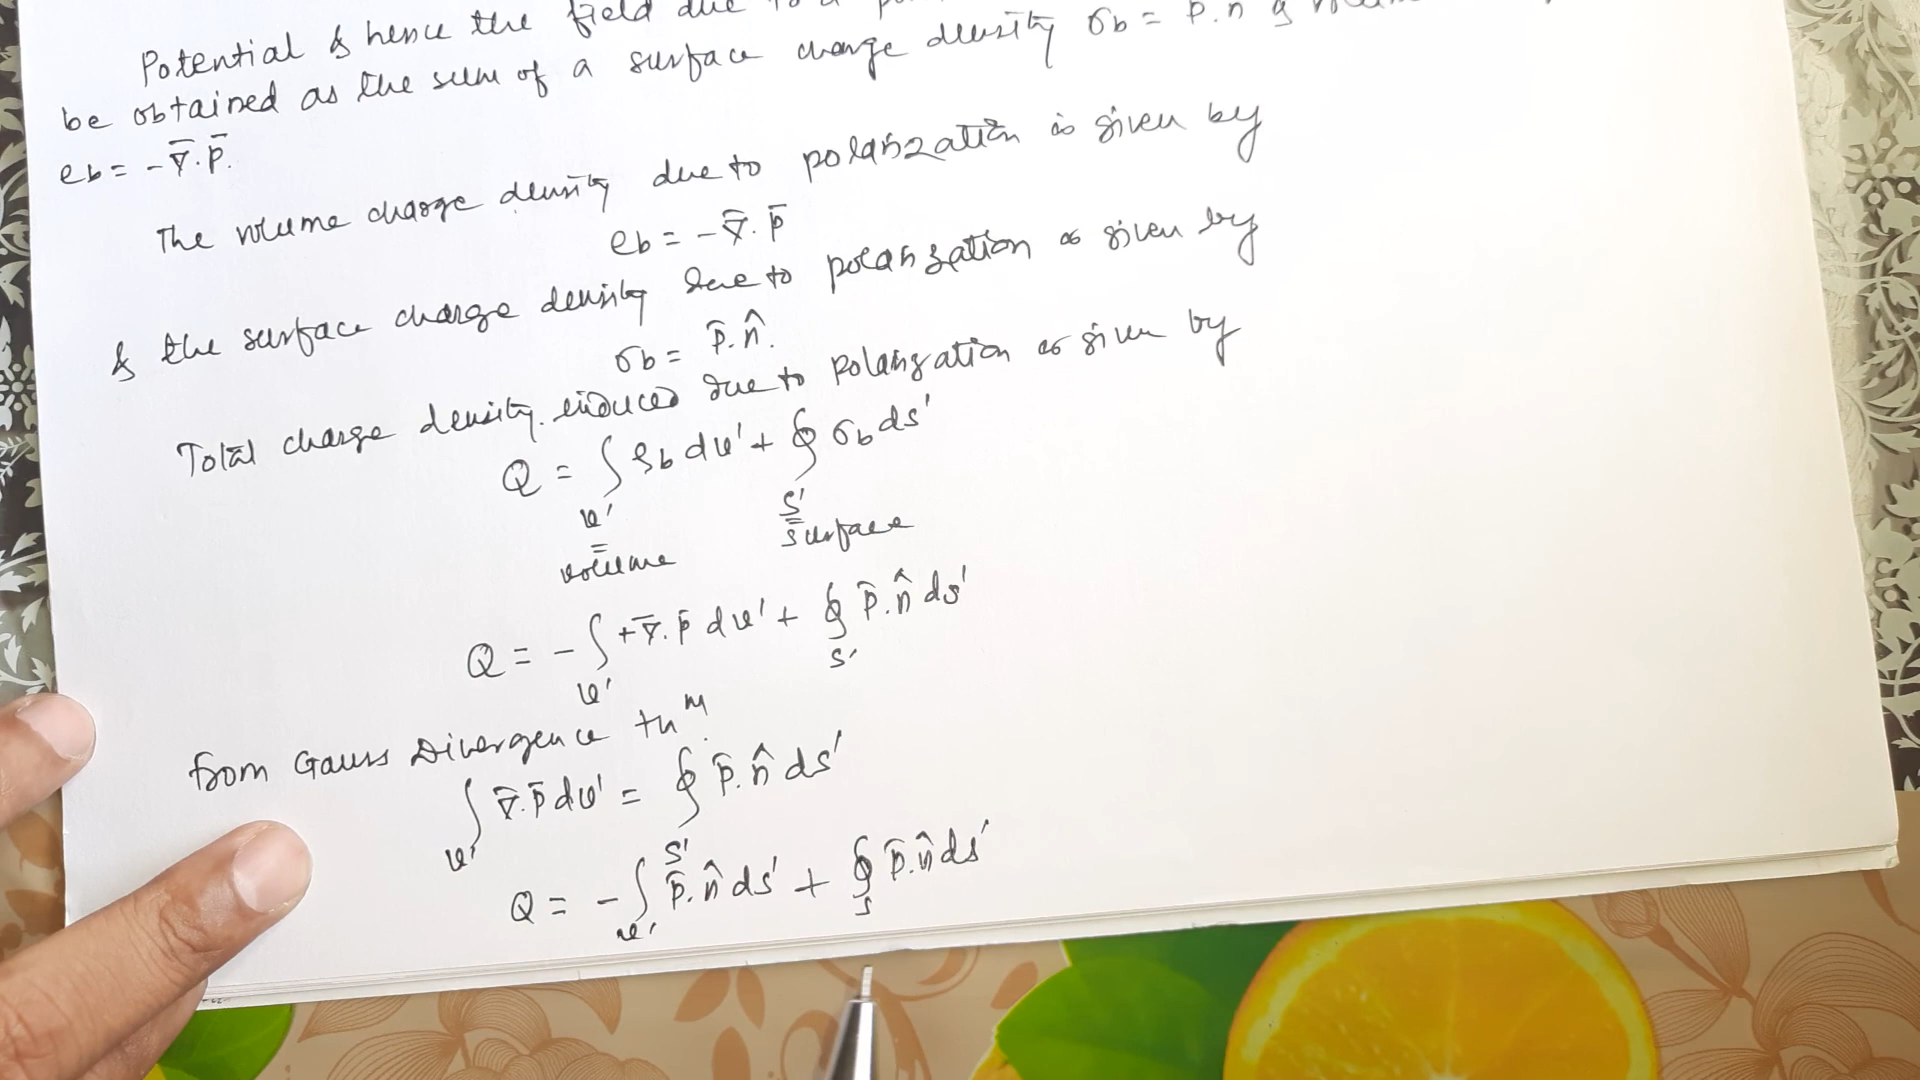 Potential & hence the field due to a
be obtained as the sum of a surface charge density σb = P̄.n̂ &
ρb = -∇̄.P̄.
The volume charge density due to polarization is given by
ρb = -∇̄.P̄
& the surface charge density due to polarization is given by
σb = P̄.n̂.
Total charge density induced due to polarization is given by
Q = ∫ ρb dv' + ∮ σb ds'
v' S'
volume surface
Q = - ∫ +∇̄.P̄ dv' + ∮ P̄.n̂ ds'
v' S'
from Gauss Divergence thm.
∫ ∇̄.P̄ dv' = ∮ P̄.n̂ ds'
v' S'
Q = - ∫ P̄.n̂ ds' + ∮ P̄.n̂ ds'
v' S